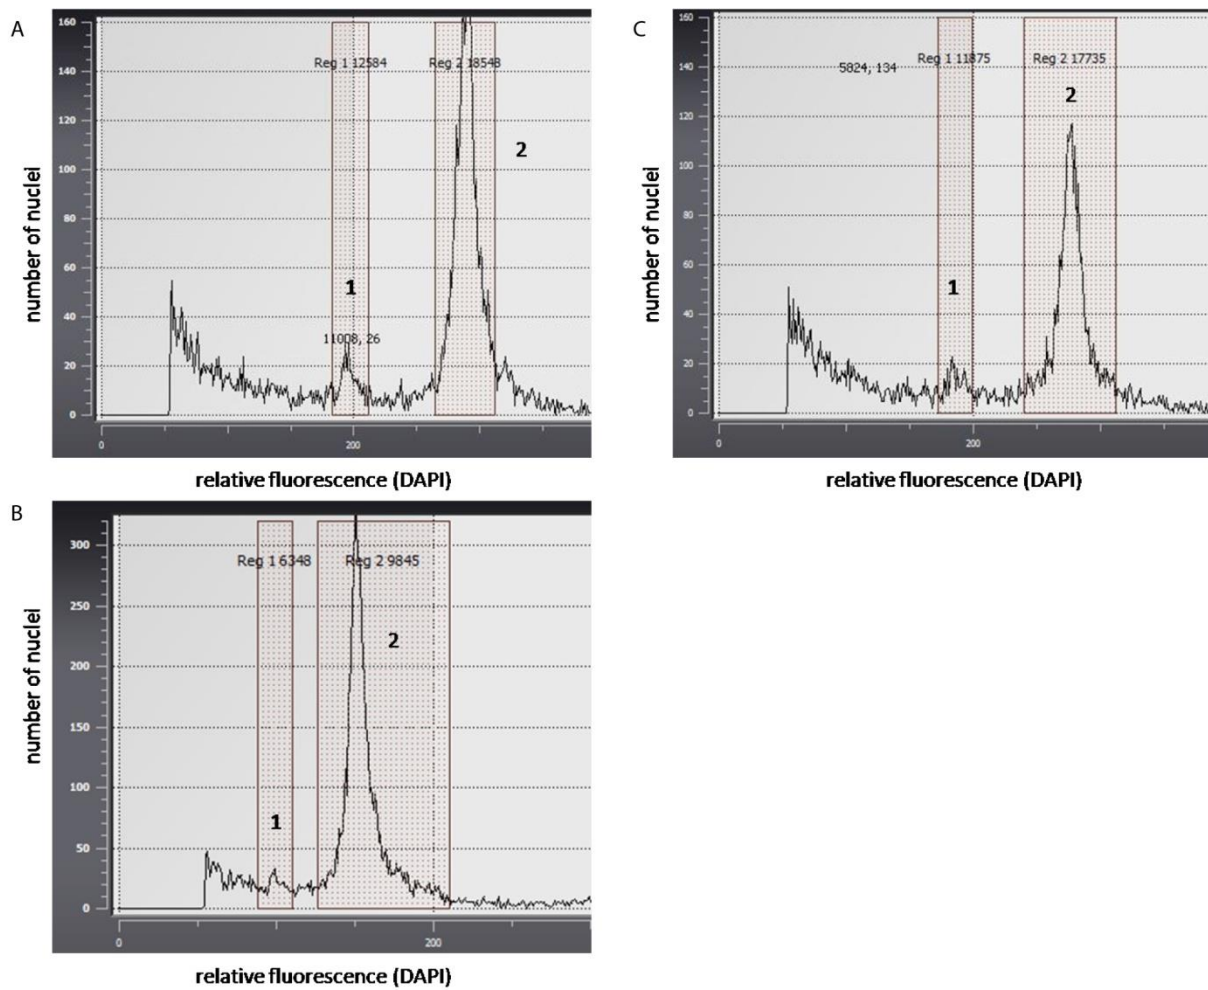 A
number of nuclei
160
140
120
100
80
60
40
20
0
Reg 1 12584
Reg 2 18548
1
2
11008, 26
0
200
relative fluorescence (DAPI)
C
number of nuclei
160
140
120
100
80
60
40
20
0
5824, 134
Reg 1 11875
Reg 2 17735
1
2
0
200
relative fluorescence (DAPI)
B
number of nuclei
300
250
200
150
100
50
0
Reg 1 6348
Reg 2 9845
1
2
0
200
relative fluorescence (DAPI)